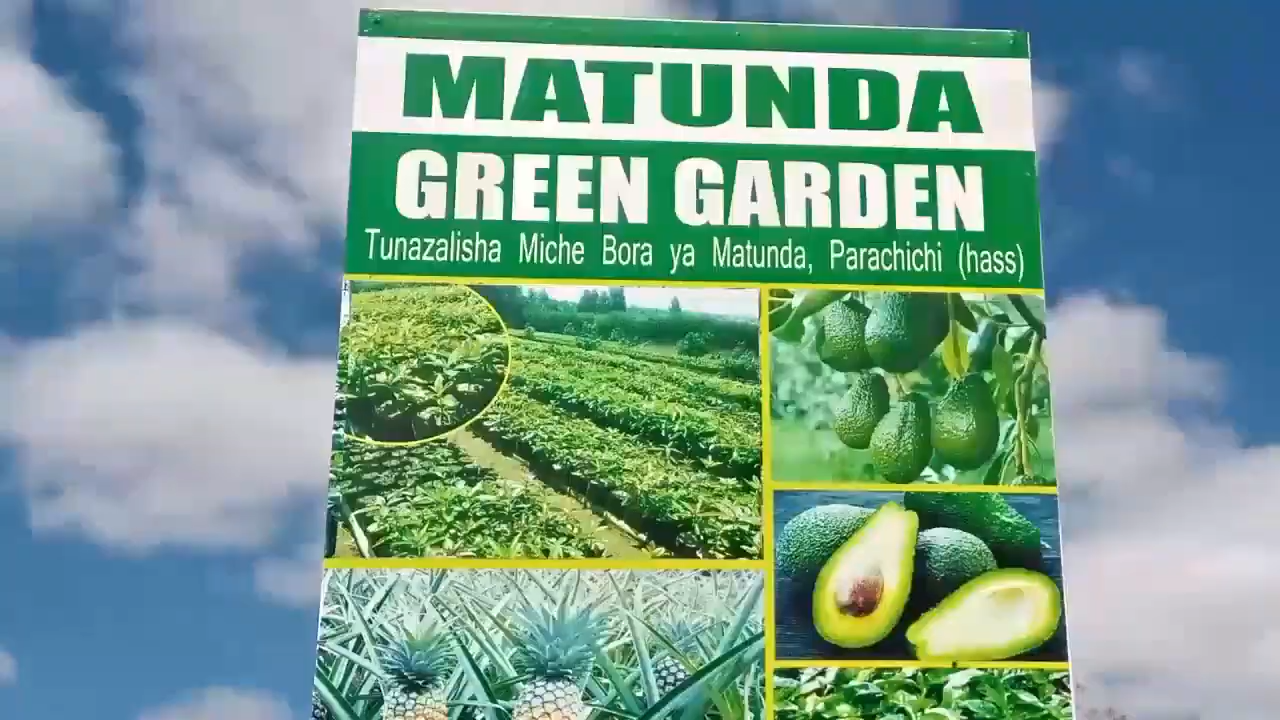 MATUNDA
GREEN GARDEN
Tunazalisha Miche Bora ya Matunda, Parachichi (hass)